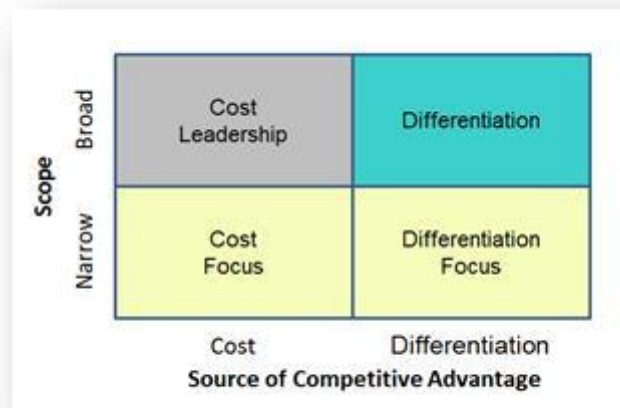 Scope
Broad
Cost
Leadership
Differentiation
Narrow
Cost
Focus
Differentiation
Focus
Cost
Differentiation
Source of Competitive Advantage